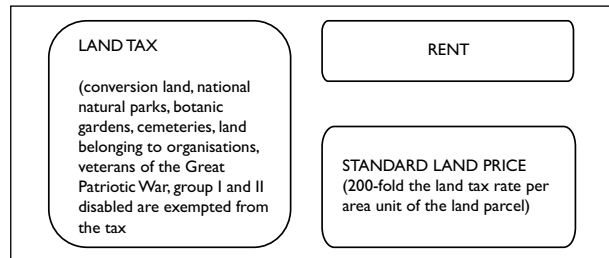 LAND TAX
(conversion land, national
natural parks, botanic
gardens, cemeteries, land
belonging to organisations,
veterans of the Great
Patriotic War, group I and II
disabled are exempted from
the tax
RENT
STANDARD LAND PRICE
(200-fold the land tax rate per
area unit of the land parcel)